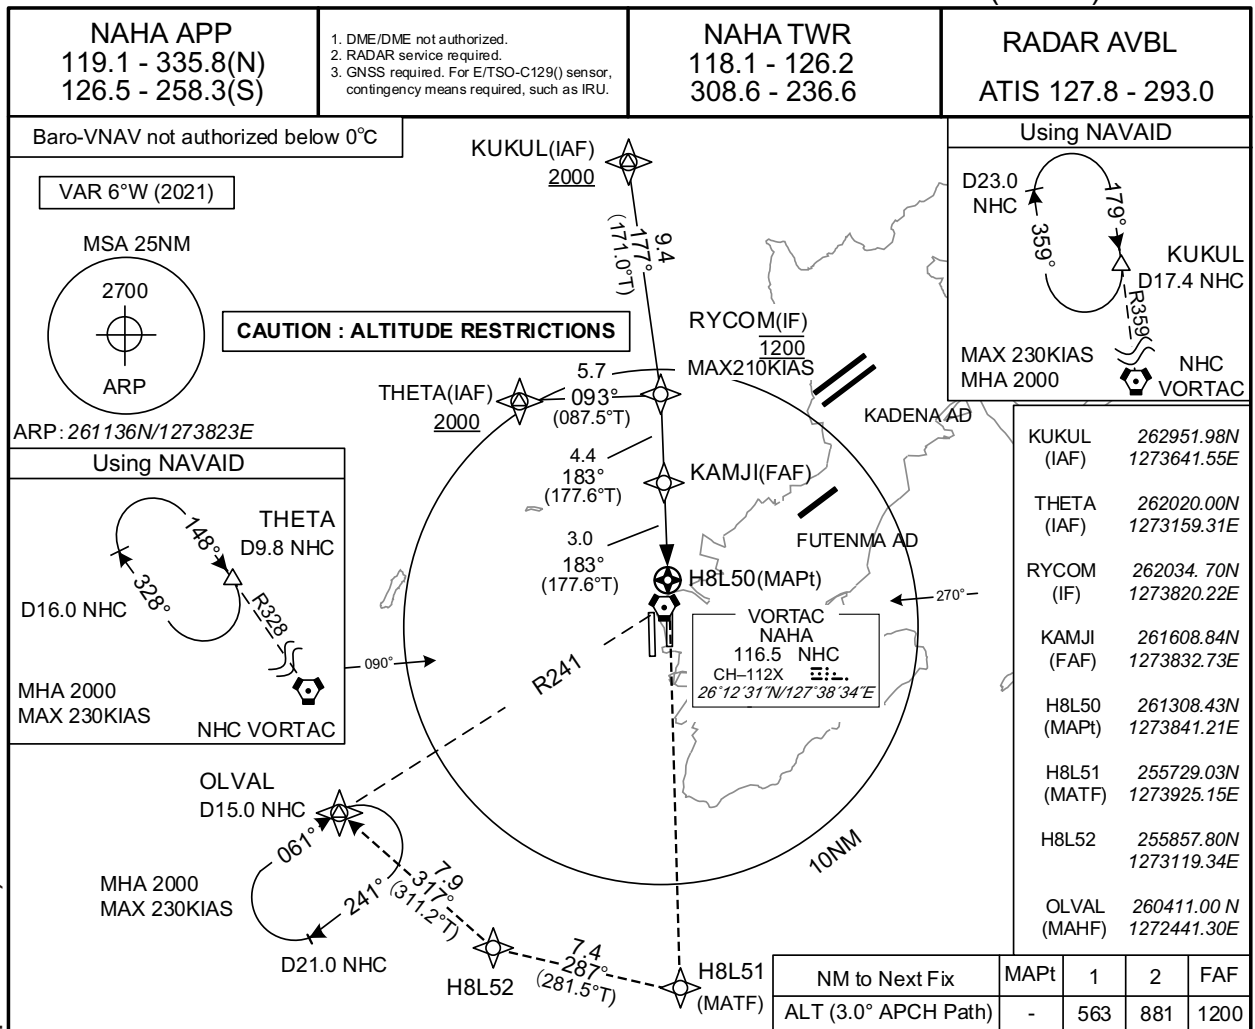 NAHA APP
119.1 - 335.8(N)
126.5 - 258.3(S)
1. DME/DME not authorized.
2. RADAR service required.
3. GNSS required. For E/TSO-C129() sensor,
contingency means required, such as IRU.
NAHA TWR
118.1 - 126.2
308.6 - 236.6
RADAR AVBL
ATIS 127.8 - 293.0
Baro-VNAV not authorized below 0°C
VAR 6°W (2021)
MSA 25NM
2700
ARP
ARP: 261136N/1273823E
CAUTION : ALTITUDE RESTRICTIONS
KUKUL(IAF)
2000
9.4
177°
(171.0°T)
RYCOM(IF)
1200
MAX210KIAS
THETA(IAF)
2000
5.7
093°
(087.5°T)
4.4
183°
(177.6°T)
KAMJI(FAF)
3.0
183°
(177.6°T)
H8L50(MAPt)
KADENA AD
FUTENMA AD
VORTAC
NAHA
116.5 NHC
CH–112X
26°12′31″N/127°38′34″E
270°
090°
R241
10NM
Using NAVAID
D23.0
NHC
179°
359°
KUKUL
D17.4 NHC
R359
MAX 230KIAS
MHA 2000
NHC
VORTAC
Using NAVAID
THETA
D9.8 NHC
148°
328°
D16.0 NHC
R328
MHA 2000
MAX 230KIAS
NHC VORTAC
OLVAL
D15.0 NHC
061°
241°
MHA 2000
MAX 230KIAS
D21.0 NHC
7.9
317°
(311.2°T)
H8L52
7.4
287°
(281.5°T)
H8L51
(MATF)
KUKUL 262951.98N
(IAF) 1273641.55E
THETA 262020.00N
(IAF) 1273159.31E
RYCOM 262034. 70N
(IF) 1273820.22E
KAMJI 261608.84N
(FAF) 1273832.73E
H8L50 261308.43N
(MAPt) 1273841.21E
H8L51 255729.03N
(MATF) 1273925.15E
H8L52 255857.80N
1273119.34E
OLVAL 260411.00 N
(MAHF) 1272441.30E
NM to Next Fix MAPt 1 2 FAF
ALT (3.0° APCH Path) - 563 881 1200